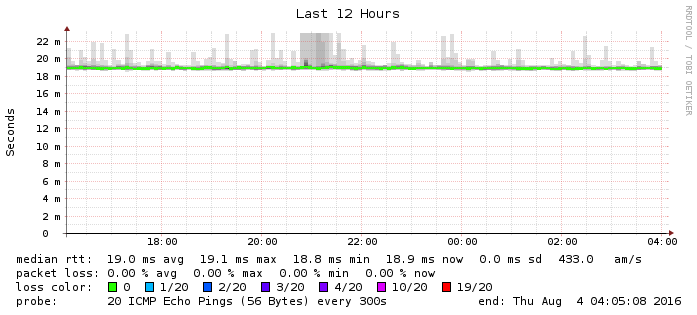 Last 12 Hours
RRDTOOL / TOBI OETIKER
Seconds
22 m
20 m
18 m
16 m
14 m
12 m
10 m
8 m
6 m
4 m
2 m
0
18:00 20:00 22:00 00:00 02:00 04:00
median rtt: 19.0 ms avg 19.1 ms max 18.8 ms min 18.9 ms now 0.0 ms sd 433.0 am/s
packet loss: 0.00 % avg 0.00 % max 0.00 % min 0.00 % now
loss color: 0 1/20 2/20 3/20 4/20 10/20 19/20
probe: 20 ICMP Echo Pings (56 Bytes) every 300s end: Thu Aug 4 04:05:08 2016